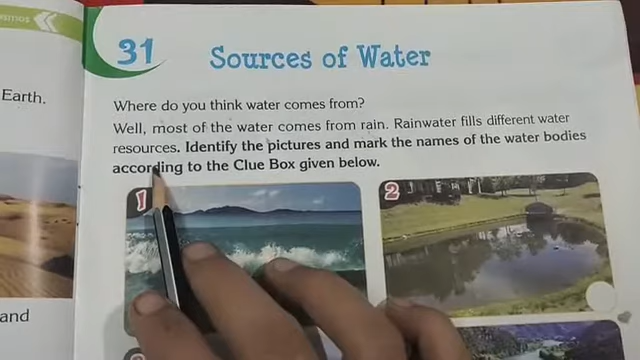 31 Sources of Water
Earth.
Where do you think water comes from?
Well, most of the water comes from rain. Rainwater fills different water
resources. Identify the pictures and mark the names of the water bodies
according to the Clue Box given below.
1
2
and